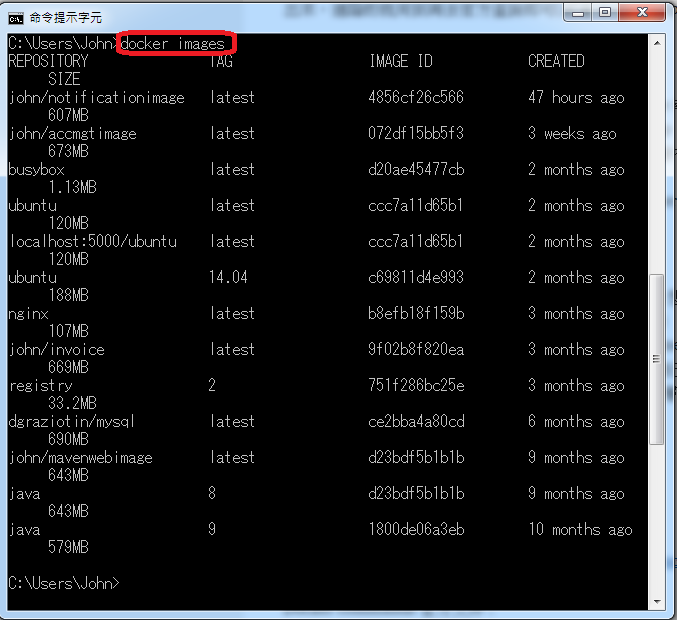 命令提示字元
C:\Users\John>docker images
REPOSITORY TAG IMAGE ID CREATED
SIZE
john/notificationimage latest 4856cf26c566 47 hours ago
607MB
john/accmgtimage latest 072df15bb5f3 3 weeks ago
673MB
busybox latest d20ae45477cb 2 months ago
1.13MB
ubuntu latest ccc7a11d65b1 2 months ago
120MB
localhost:5000/ubuntu latest ccc7a11d65b1 2 months ago
120MB
ubuntu 14.04 c69811d4e993 2 months ago
188MB
nginx latest b8efb18f159b 3 months ago
107MB
john/invoice latest 9f02b8f820ea 3 months ago
669MB
registry 2 751f286bc25e 3 months ago
33.2MB
dgraziotin/mysql latest ce2bba4a80cd 6 months ago
690MB
john/mavenwebimage latest d23bdf5b1b1b 9 months ago
643MB
java 8 d23bdf5b1b1b 9 months ago
643MB
java 9 1800de06a3eb 10 months ago
579MB
C:\Users\John>